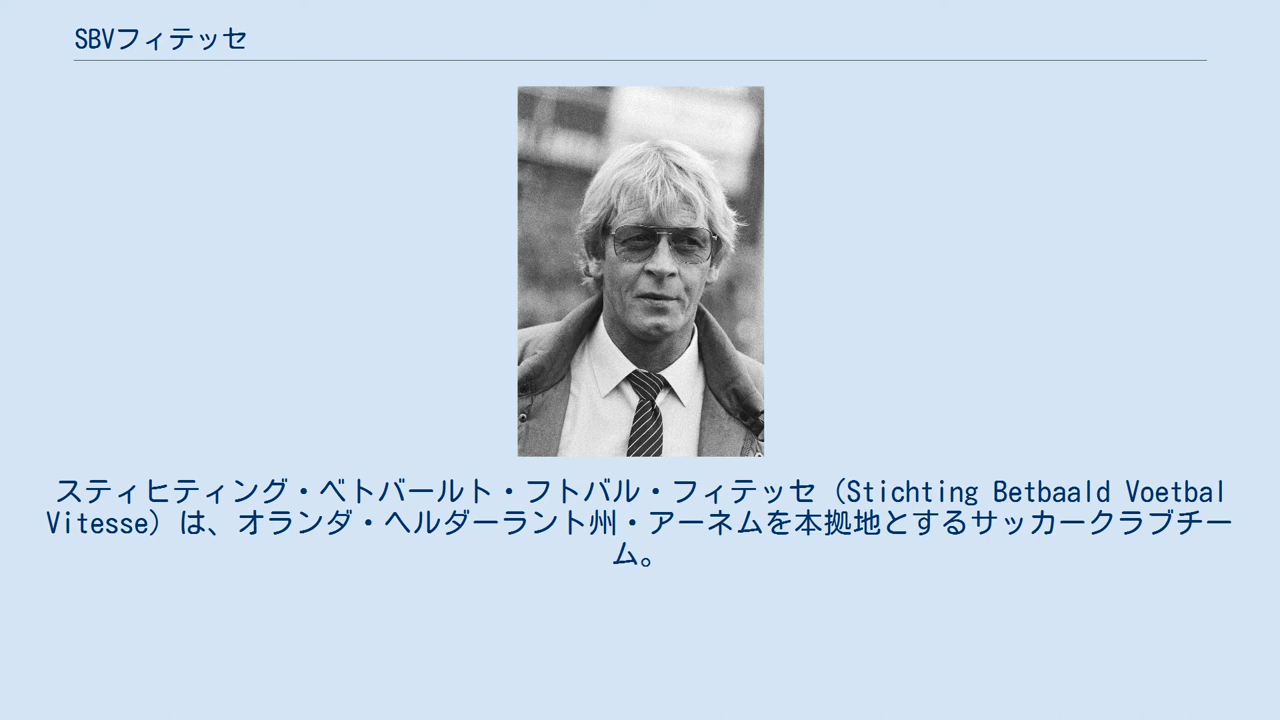 SBVフィテッセ
スティヒティング・ベトバールト・フトバル・フィテッセ（Stichting Betbaald Voetbal
Vitesse）は、オランダ・ヘルダーラント州・アーネムを本拠地とするサッカークラブチー
ム。